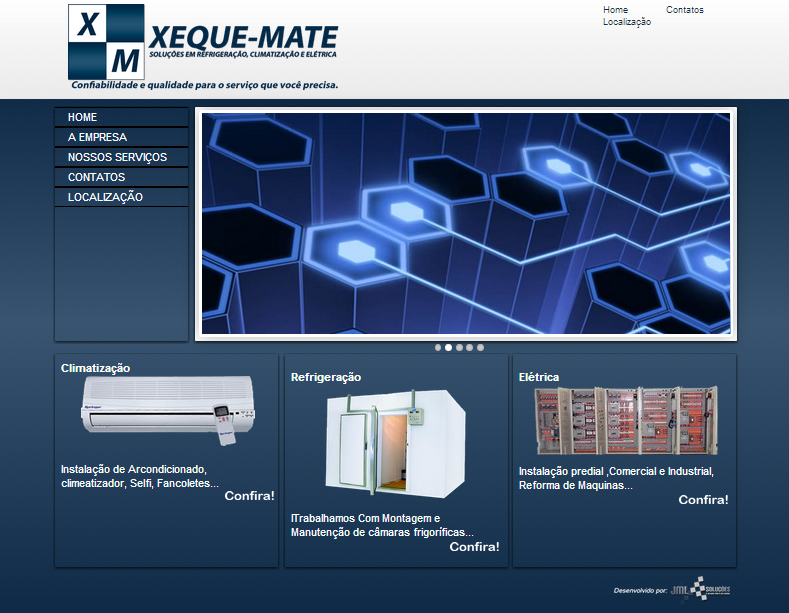 X
M
XEQUE-MATE
SOLUÇÕES EM REFRIGERAÇÃO, CLIMATIZAÇÃO E ELÉTRICA
Confiabilidade e qualidade para o serviço que você precisa.
Home Contatos
Localização
HOME
A EMPRESA
NOSSOS SERVIÇOS
CONTATOS
LOCALIZAÇÃO
Climatização
Instalação de Arcondicionado,
climeatizador, Selfi, Fancoletes...
Confira!
Refrigeração
lTrabalhamos Com Montagem e
Manutenção de câmaras frigoríficas...
Confira!
Elétrica
Instalação predial ,Comercial e Industrial,
Reforma de Maquinas...
Confira!
Desenvolvido por: JML SOLUÇÕES